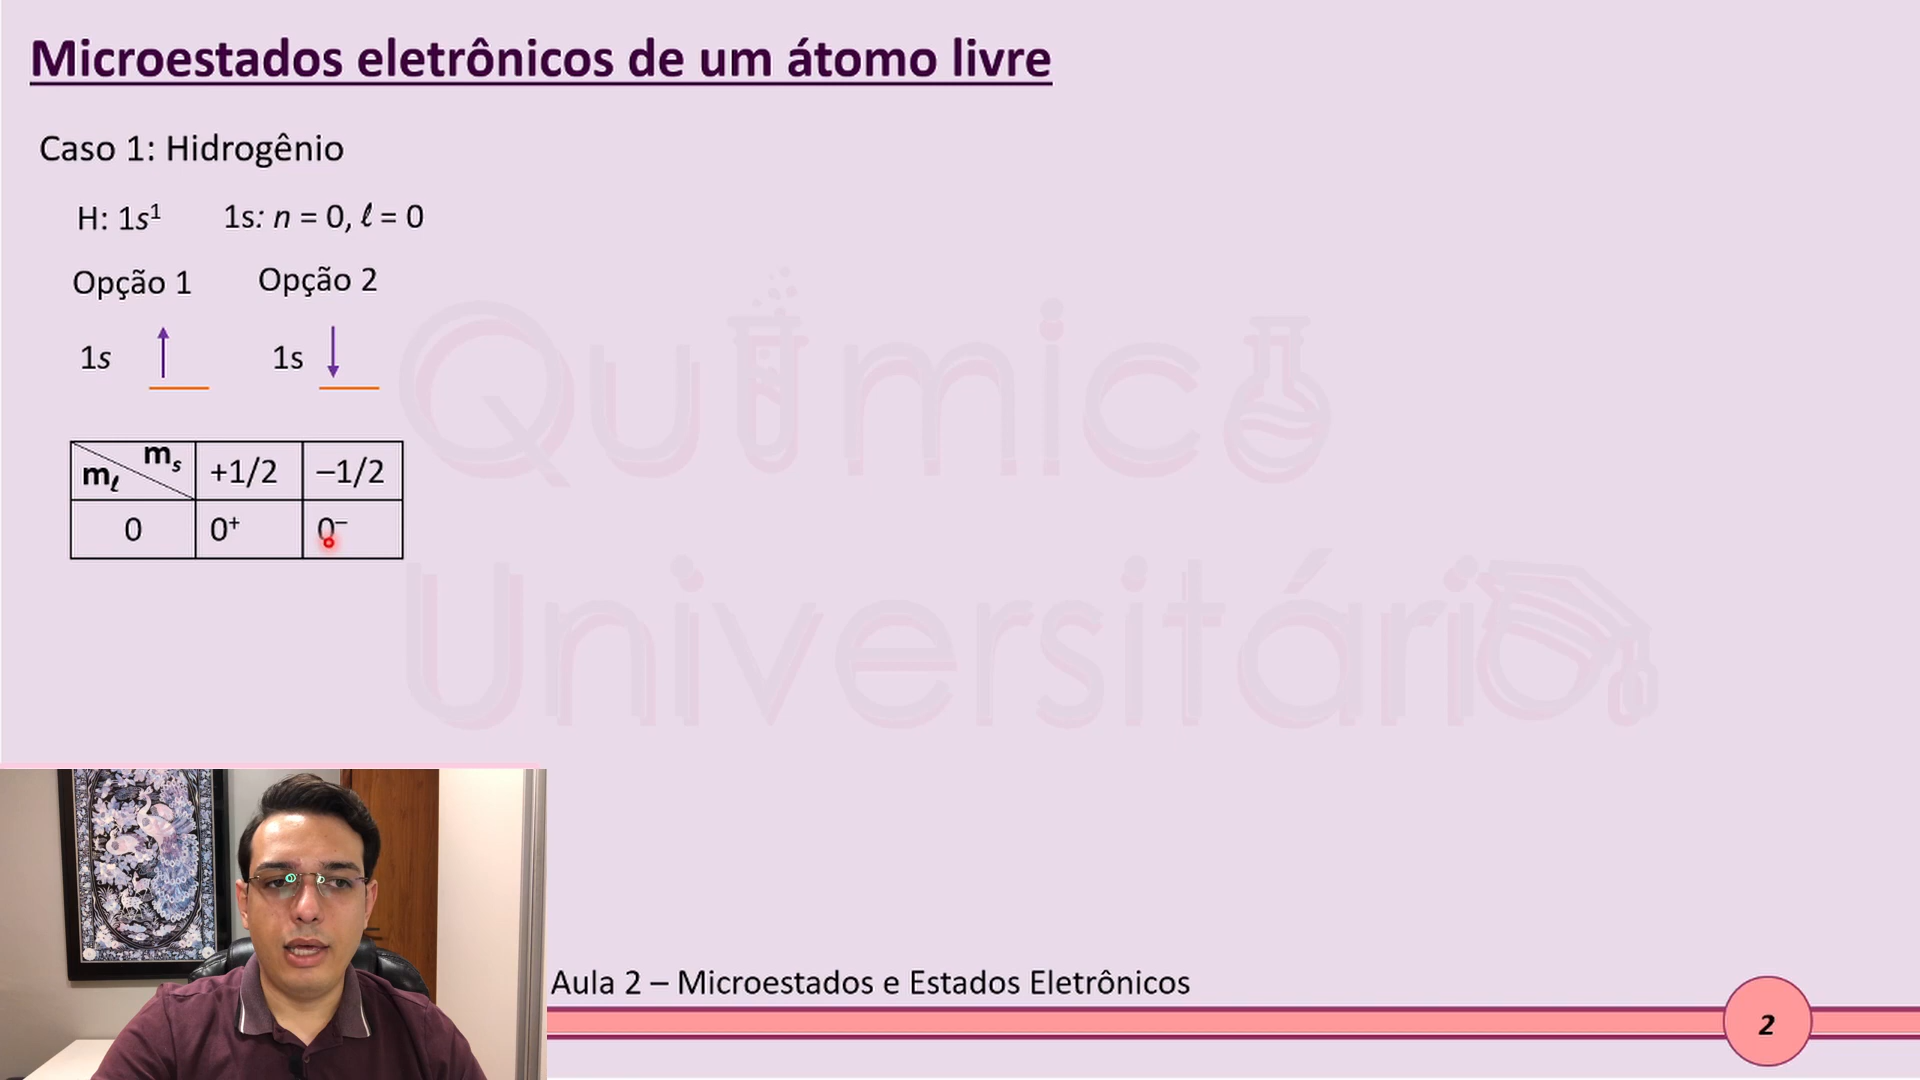 Microestados eletrônicos de um átomo livre
Caso 1: Hidrogênio
H: 1s¹ 1s: n = 0, ℓ = 0
Opção 1 Opção 2
1s 1s
mₛ
mℓ +1/2 –1/2
0 0⁺ 0⁻
Químico
Universitário
Aula 2 – Microestados e Estados Eletrônicos
2